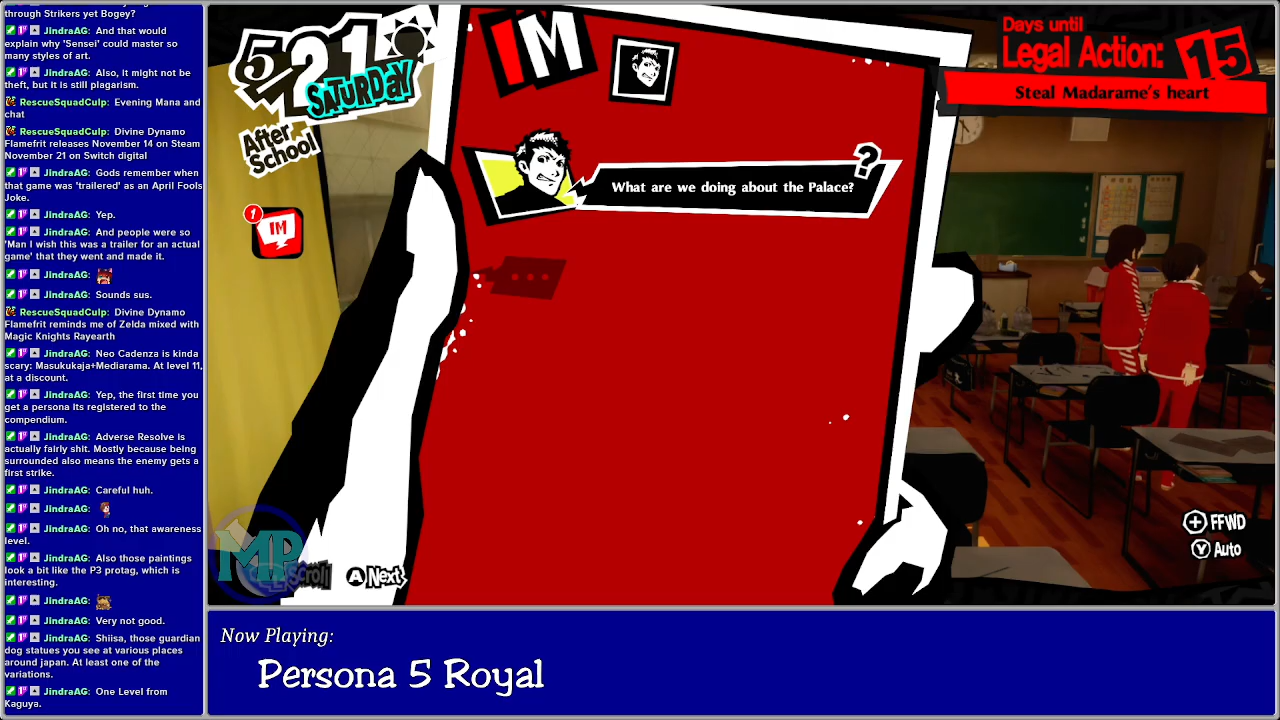 through Strikers yet Bogey?
JindraAG: And that would
explain why 'Sensei' could master so
many styles of art.
JindraAG: Also, it might not be
theft, but it is still plagarism.
RescueSquadCulp: Evening Mana and
chat
RescueSquadCulp: Divine Dynamo
Flamefrit releases November 14 on Steam
November 21 on Switch digital
JindraAG: Gods remember when
that game was 'trailered' as an April Fools
Joke.
JindraAG: Yep.
JindraAG: And people were so
'Man I wish this was a trailer for an actual
game' that they went and made it.
JindraAG:
JindraAG: Sounds sus.
RescueSquadCulp: Divine Dynamo
Flamefrit reminds me of Zelda mixed with
Magic Knights Rayearth
JindraAG: Neo Cadenza is kinda
scary: Masukukaja+Mediarama. At level 11,
at a discount.
JindraAG: Yep, the first time you
get a persona its registered to the
compendium.
JindraAG: Adverse Resolve is
actually fairly shit. Mostly because being
surrounded also means the enemy gets a
first strike.
JindraAG: Careful huh.
JindraAG:
JindraAG: Oh no, that awareness
level.
JindraAG: Also those paintings
look a bit like the P3 protag, which is
interesting.
JindraAG:
JindraAG: Very not good.
JindraAG: Shiisa, those guardian
dog statues you see at various places
around japan. At least one of the
variations.
JindraAG: One Level from
Kaguya.
5/21
SATURDAY
After
School
1
IM
IM
What are we doing about the Palace?
?
Days until
Legal Action: 15
Steal Madarame's heart
+ FFWD
Y Auto
MP
Scroll
A Next
Now Playing:
Persona 5 Royal